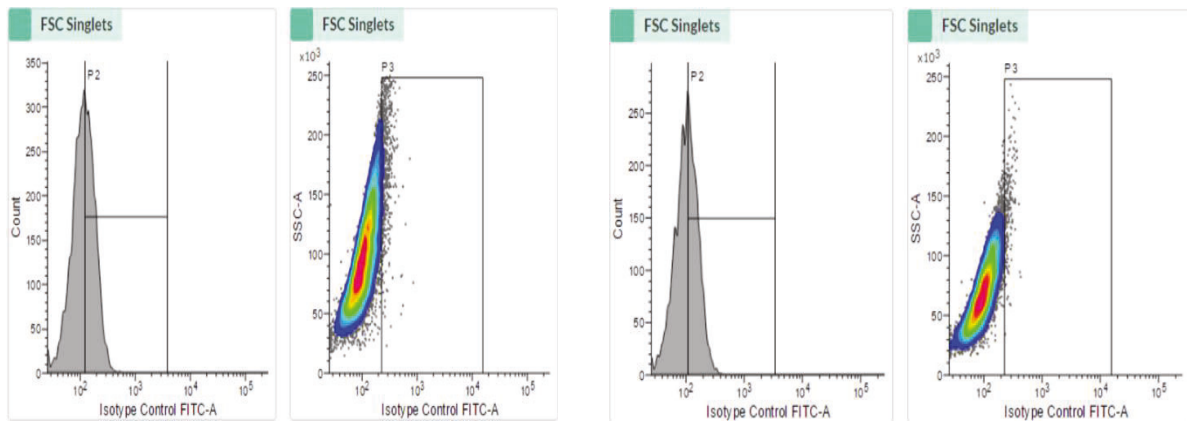 FSC Singlets
P2
350
300
250
200
150
100
50
0
Count
10² 10³ 10⁴ 10⁵
Isotype Control FITC-A
FSC Singlets
x10³
P3
250
200
150
100
50
0
SSC-A
10² 10³ 10⁴ 10⁵
Isotype Control FITC-A
FSC Singlets
P2
250
200
150
100
50
0
Count
10² 10³ 10⁴ 10⁵
Isotype Control FITC-A
FSC Singlets
x10³
P3
250
200
150
100
50
0
SSC-A
10² 10³ 10⁴ 10⁵
Isotype Control FITC-A